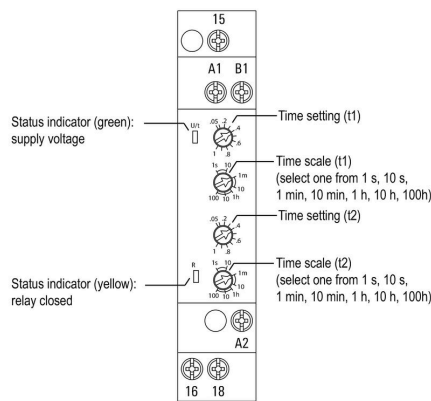 15
A1 B1
Status indicator (green):
supply voltage
U/t
.05 .2 .4 .6 .8 1
Time setting (t1)
1s 10 1m 10 1h 10 100
Time scale (t1)
(select one from 1 s, 10 s,
1 min, 10 min, 1 h, 10 h, 100h)
.05 .2 .4 .6 .8 1
Time setting (t2)
Status indicator (yellow):
relay closed
R
1s 10 1m 10 1h 10 100
Time scale (t2)
(select one from 1 s, 10 s,
1 min, 10 min, 1 h, 10 h, 100h)
A2
16 18